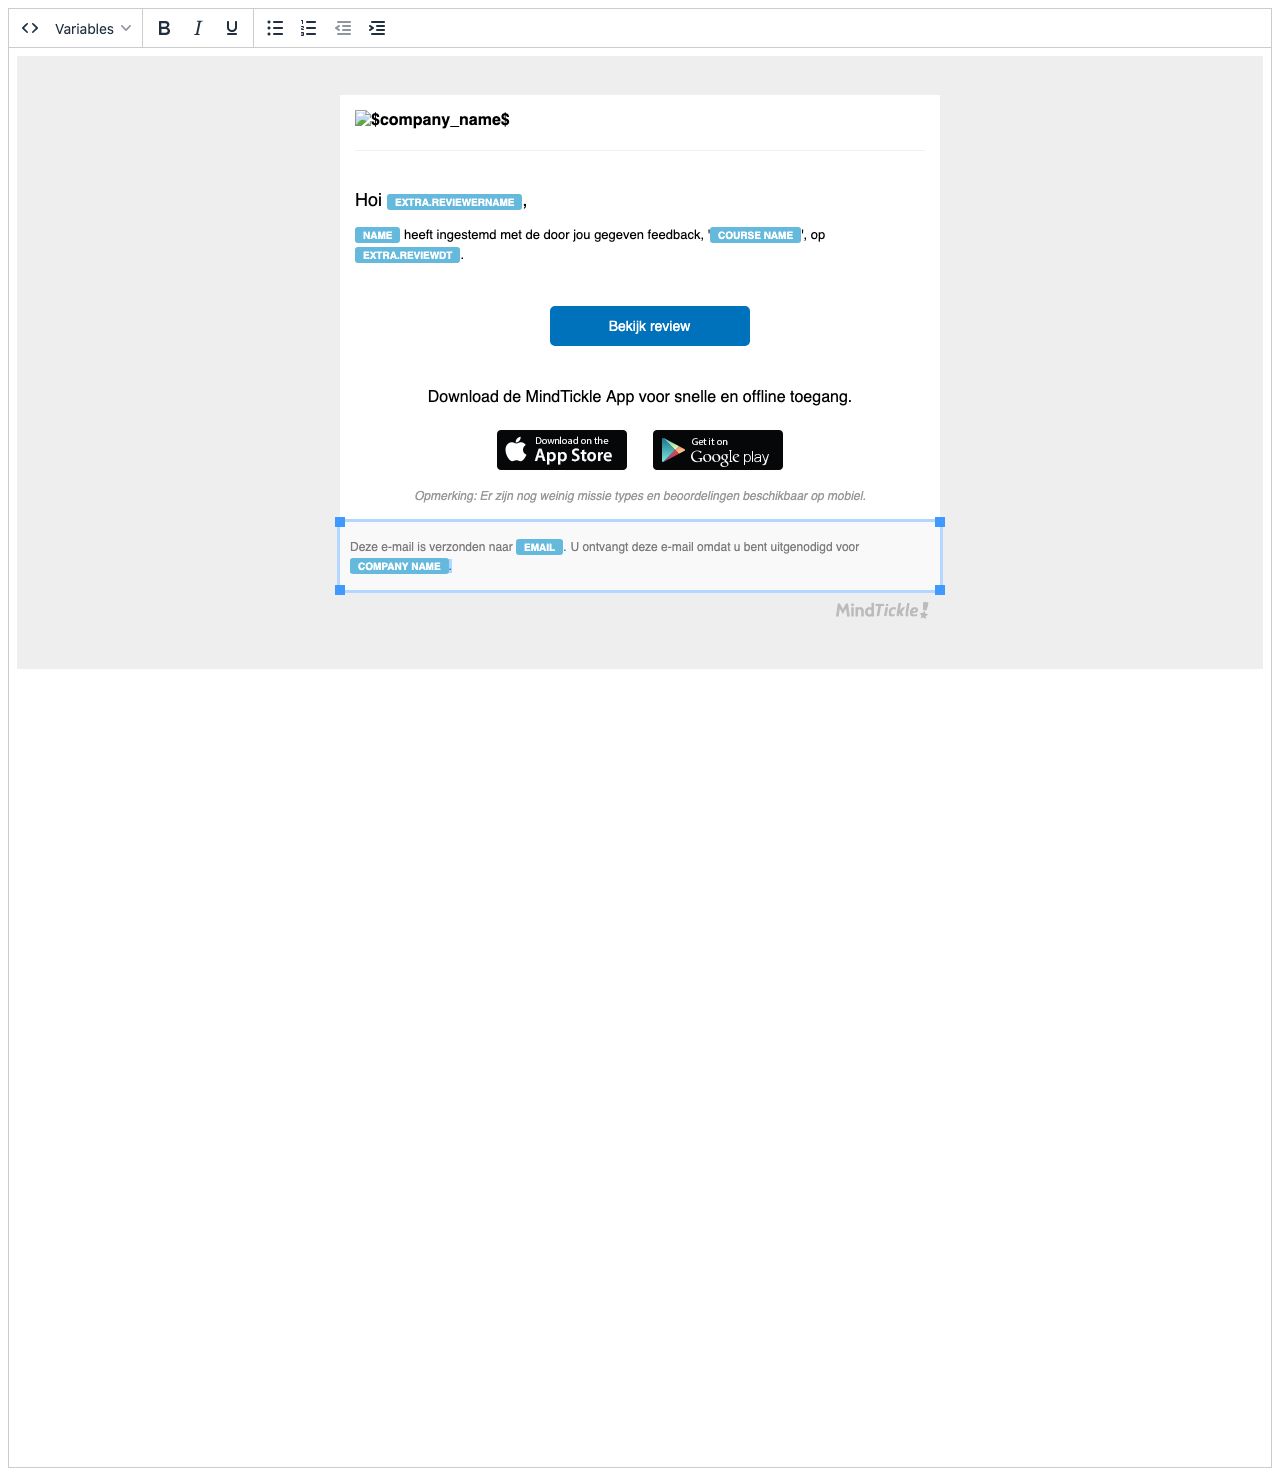 Variables
$company_name$
Hoi EXTRA.REVIEWERNAME,
NAME heeft ingestemd met de door jou gegeven feedback, 'COURSE NAME', op
EXTRA.REVIEWDT.
Bekijk review
Download de MindTickle App voor snelle en offline toegang.
Download on the
App Store
Get it on
Google play
Opmerking: Er zijn nog weinig missie types en beoordelingen beschikbaar op mobiel.
Deze e-mail is verzonden naar EMAIL. U ontvangt deze e-mail omdat u bent uitgenodigd voor
COMPANY NAME.
MindTickle!